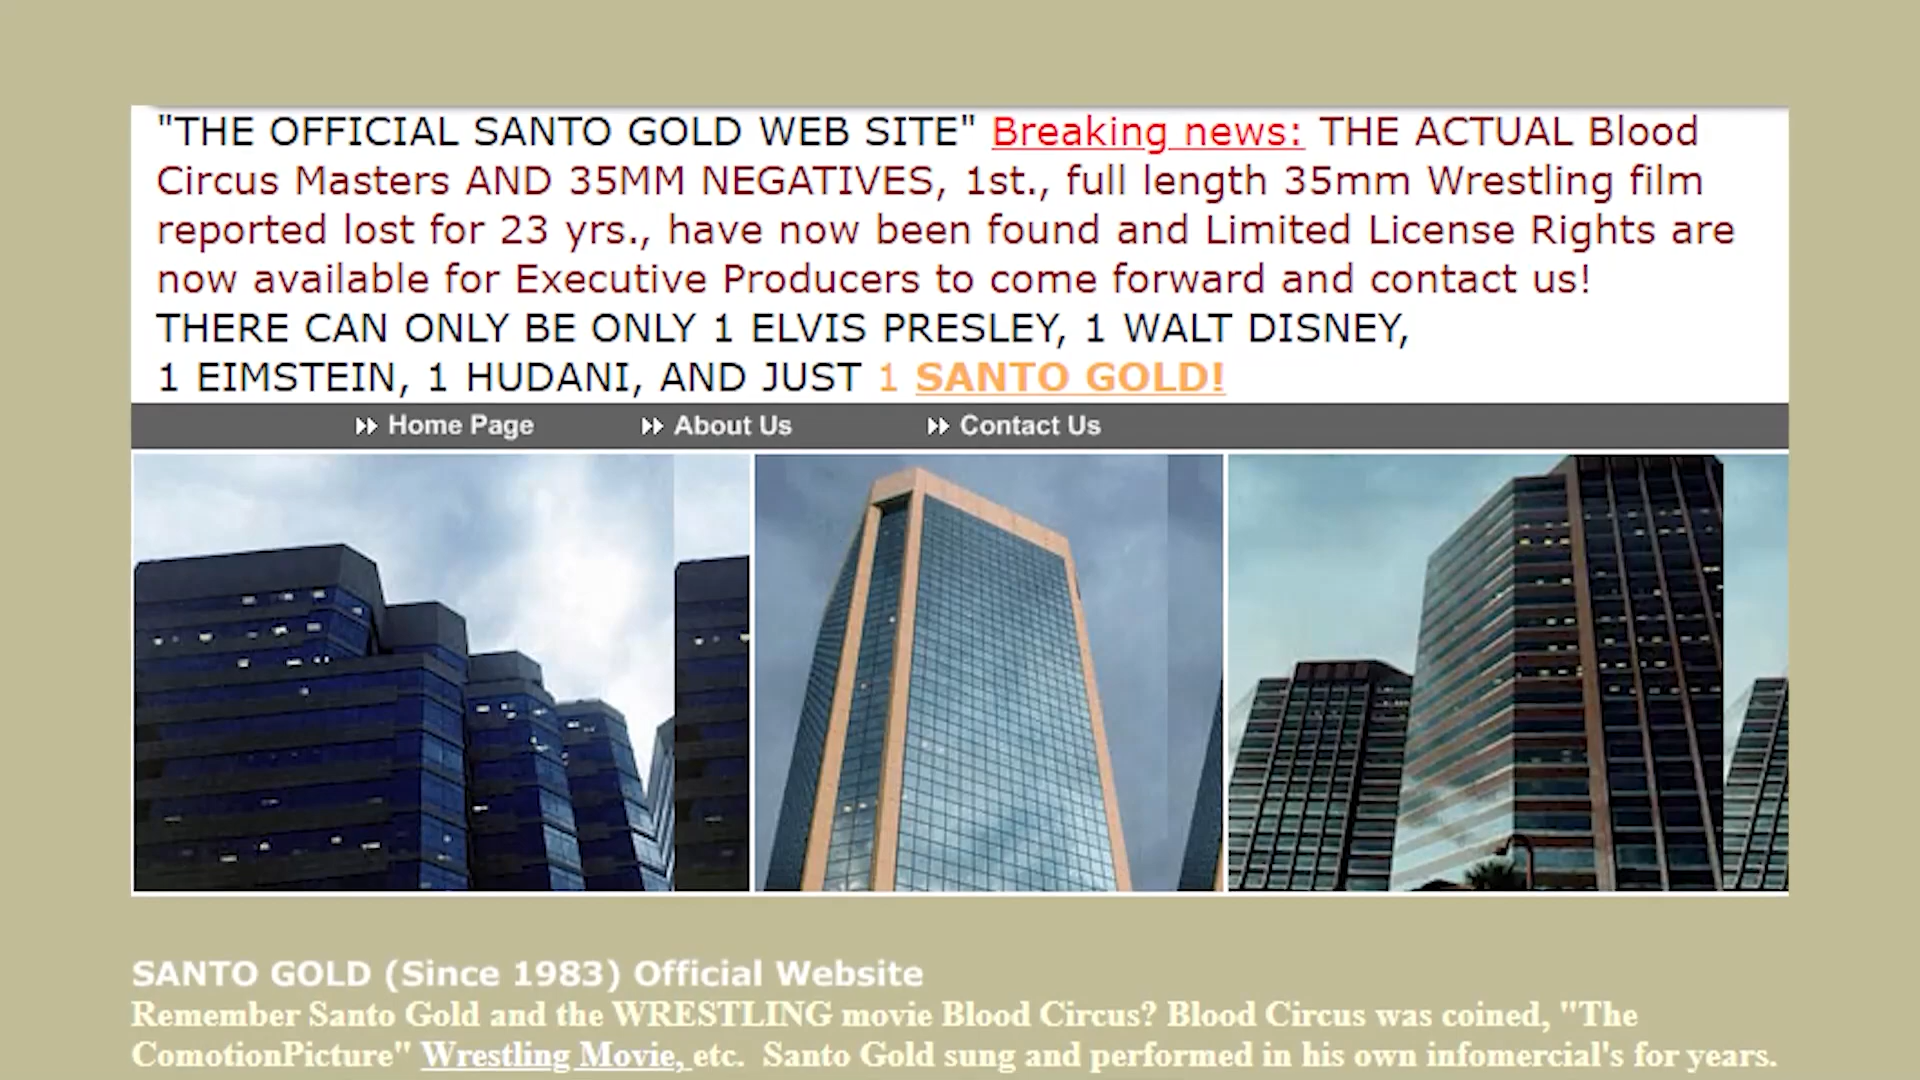 "THE OFFICIAL SANTO GOLD WEB SITE" Breaking news: THE ACTUAL Blood
Circus Masters AND 35MM NEGATIVES, 1st., full length 35mm Wrestling film
reported lost for 23 yrs., have now been found and Limited License Rights are
now available for Executive Producers to come forward and contact us!
THERE CAN ONLY BE ONLY 1 ELVIS PRESLEY, 1 WALT DISNEY,
1 EIMSTEIN, 1 HUDANI, AND JUST 1 SANTO GOLD!
Home Page About Us Contact Us
SANTO GOLD (Since 1983) Official Website
Remember Santo Gold and the WRESTLING movie Blood Circus? Blood Circus was coined, "The
ComotionPicture" Wrestling Movie, etc. Santo Gold sung and performed in his own infomercial's for years.